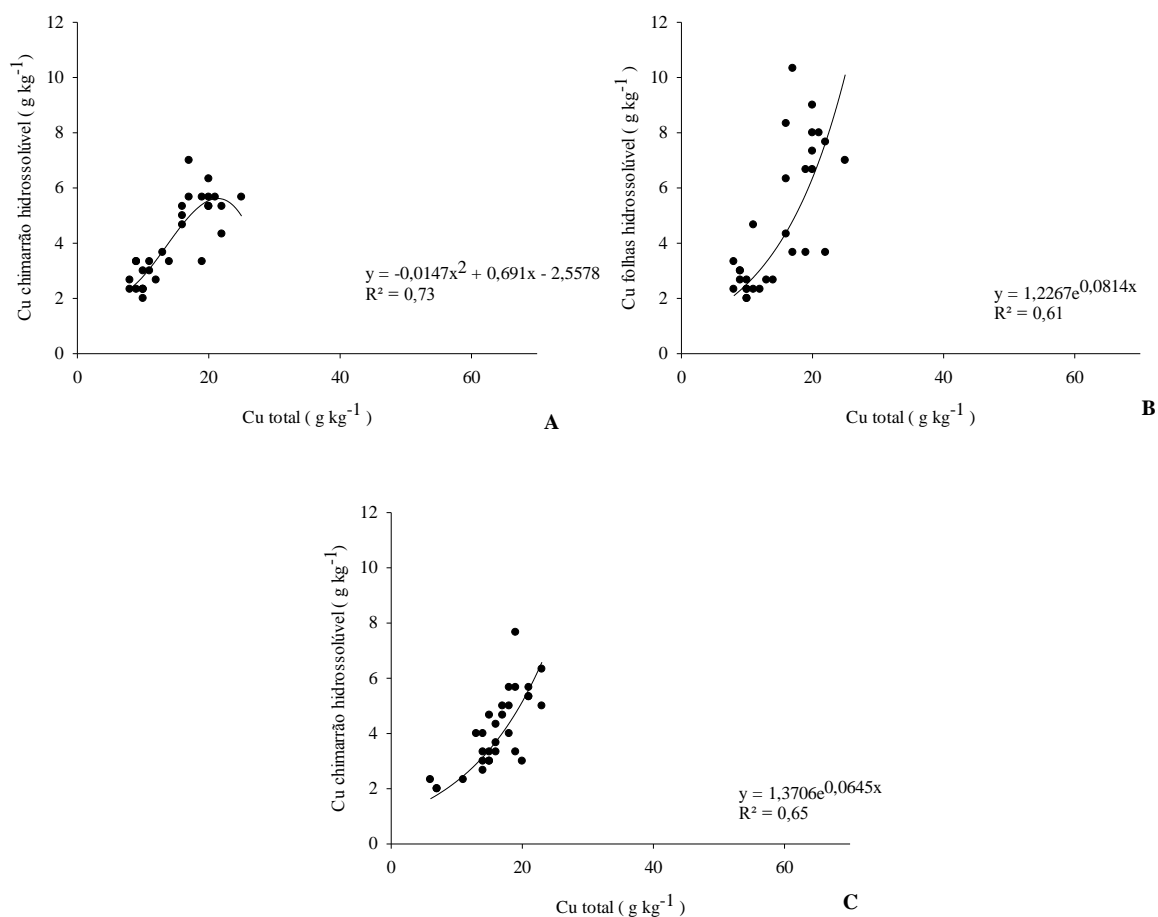 Cu chimarrão hidrossolúvel ( g kg-1 )
12
10
8
6
4
2
0
0 20 40 60
Cu total ( g kg-1 )
y = -0,0147x2 + 0,691x - 2,5578
R² = 0,73
A
Cu folhas hidrossolúvel ( g kg-1 )
12
10
8
6
4
2
0
0 20 40 60
Cu total ( g kg-1 )
y = 1,2267e0,0814x
R² = 0,61
B
Cu chimarrão hidrossolúvel ( g kg-1 )
12
10
8
6
4
2
0
0 20 40 60
Cu total ( g kg-1 )
y = 1,3706e0,0645x
R² = 0,65
C